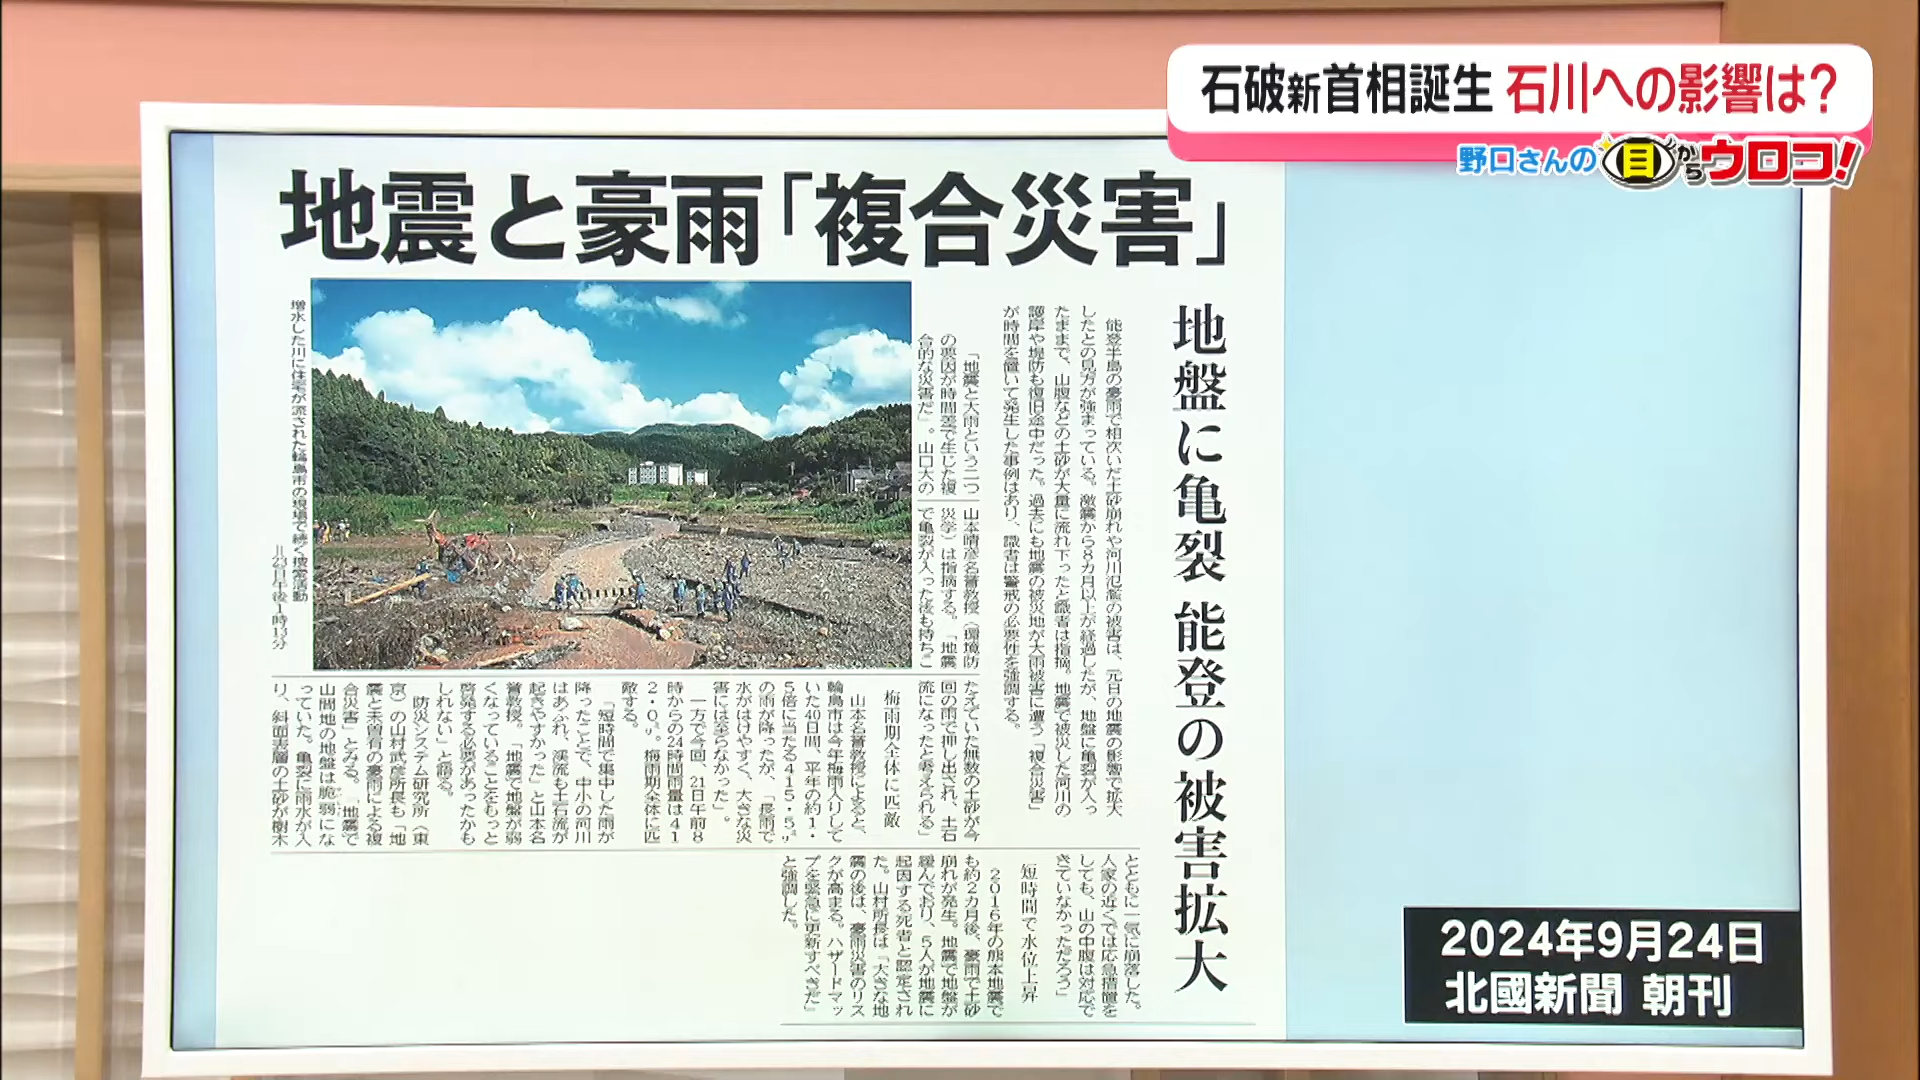 石破新首相誕生 石川への影響は?
野口さんの目からウロコ!
地震と豪雨「複合災害」
地盤に亀裂 能登の被害拡大
能登半島の豪雨で相次いだ土砂崩れや河川氾濫の被害は、元日の地震の影響で拡大
したとの見方が強まっている。激震から8カ月以上が経過したが、地盤に亀裂が入っ
たままで、山腹などの土砂が大量に流れ下ったと識者は指摘。地震で被災した河川の
護岸や堤防も復旧途中だった。過去にも地震の被災地が大雨被害に遭う「複合災害」
が時間を置いて発生した事例はあり、識者は警戒の必要性を強調する。
「地震と大雨という二つ
の要因が時間差で生じた複
合的な災害だ」。山口大の
山本晴彦名誉教授(環境防
災学)は指摘する。「地震
で亀裂が入った後も持ちこ
たえていた無数の土砂が今
回の雨で押し出され、土石
流になったと考えられる」
梅雨期全体に匹敵
山本名誉教授によると、
輪島市は今年梅雨入りして
いた40日間、平年の約1・
5倍に当たる415・5㍉
の雨が降ったが、「長雨で
水がはけやすく、大きな災
害には至らなかった」。
一方で今回、21日午前8
時からの24時間雨量は41
2・0㍉。梅雨期全体に匹
敵する。
「短時間で集中した雨が
降ったことで、中小の河川
はあふれ、渓流も土石流が
起きやすかった」と山本名
誉教授。「地震で地盤が弱
くなっていることをもっと
啓発する必要があったかも
しれない」と語る。
防災システム研究所(東
京)の山村武彦所長も「地
震と未曽有の豪雨による複
合災害」とみる。「地震で
山間地の地盤は脆弱にな
っていた。亀裂に雨水が入
り、斜面表層の土砂が樹木
とともに一気に崩落した。
人家の近くでは応急措置を
しても、山の中腹は対応で
きていなかっただろう」
短時間で水位上昇
2016年の熊本地震で
も約2カ月後、豪雨で土砂
崩れが発生。地震で地盤が
緩んでおり、5人が地震に
起因する死者と認定され
た。山村所長は「大きな地
震の後は、豪雨災害のリス
クが高まる。ハザードマッ
プを緊急に更新すべきだ」
と強調した。
増水した川に住宅が流された輪島市の現場で続く捜索活動
=23日午後1時13分
2024年9月24日
北國新聞 朝刊